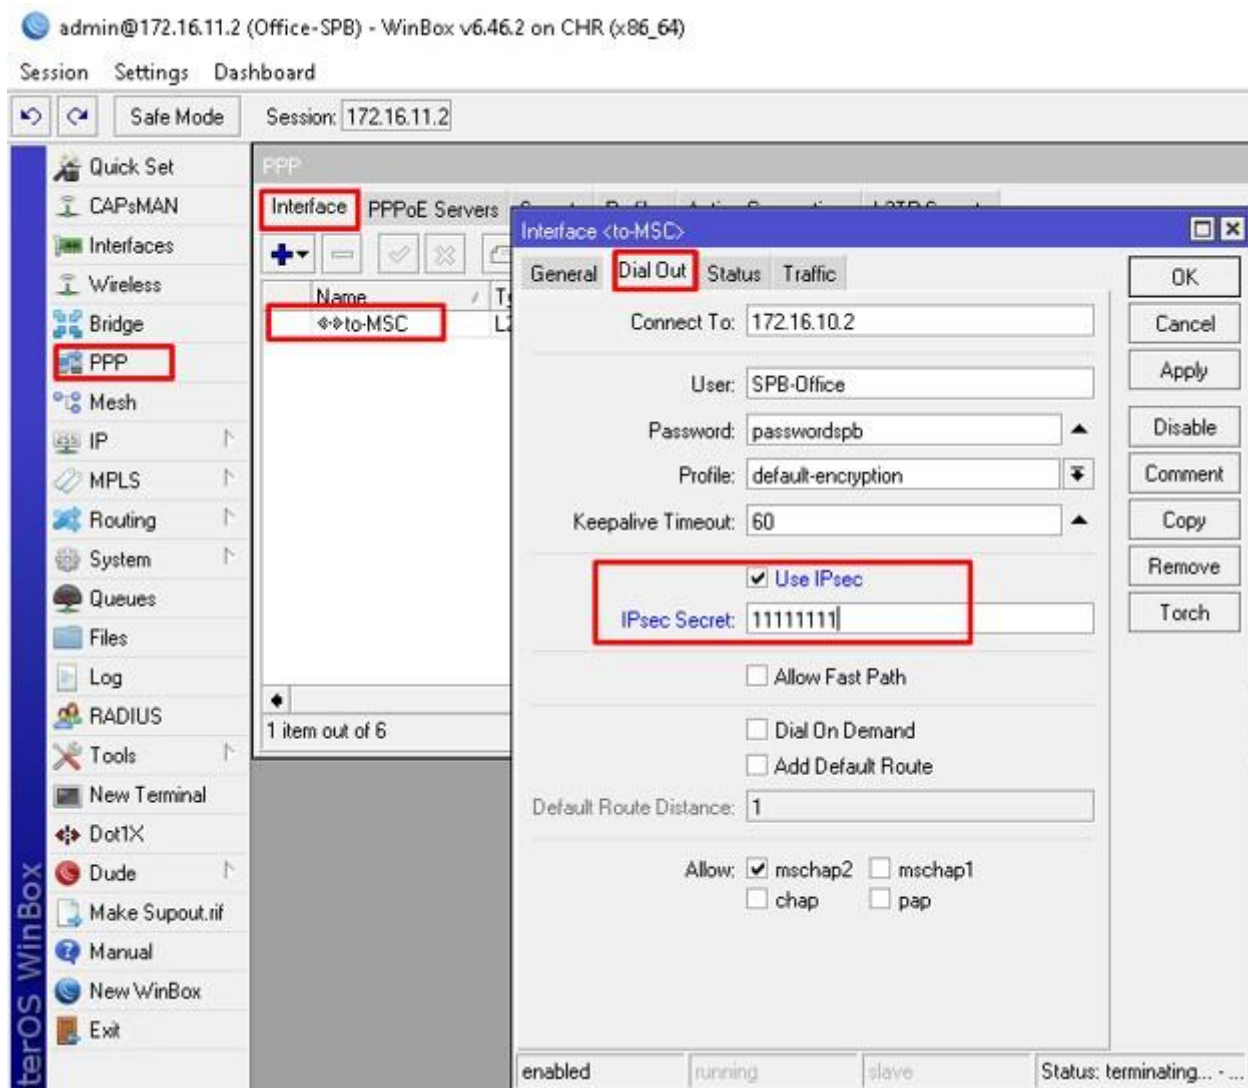 admin@172.16.11.2 (Office-SPB) - WinBox v6.46.2 on CHR (x86_64)
Session Settings Dashboard
Safe Mode Session: 172.16.11.2
Quick Set
CAPsMAN
Interfaces
Wireless
Bridge
PPP
Mesh
IP
MPLS
Routing
System
Queues
Files
Log
RADIUS
Tools
New Terminal
Dot1X
Dude
Make Supout.rif
Manual
New WinBox
Exit
terOS WinBox
PPP
Interface PPPoE Servers
Name
to-MSC
1 item out of 6
Interface <to-MSC>
General Dial Out Status Traffic
Connect To: 172.16.10.2
User: SPB-Office
Password: passwordspb
Profile: default-encryption
Keepalive Timeout: 60
Use IPsec
IPsec Secret: 11111111
Allow Fast Path
Dial On Demand
Add Default Route
Default Route Distance: 1
Allow: mschap2 mschap1
chap pap
OK
Cancel
Apply
Disable
Comment
Copy
Remove
Torch
enabled running slave Status: terminating... - ...